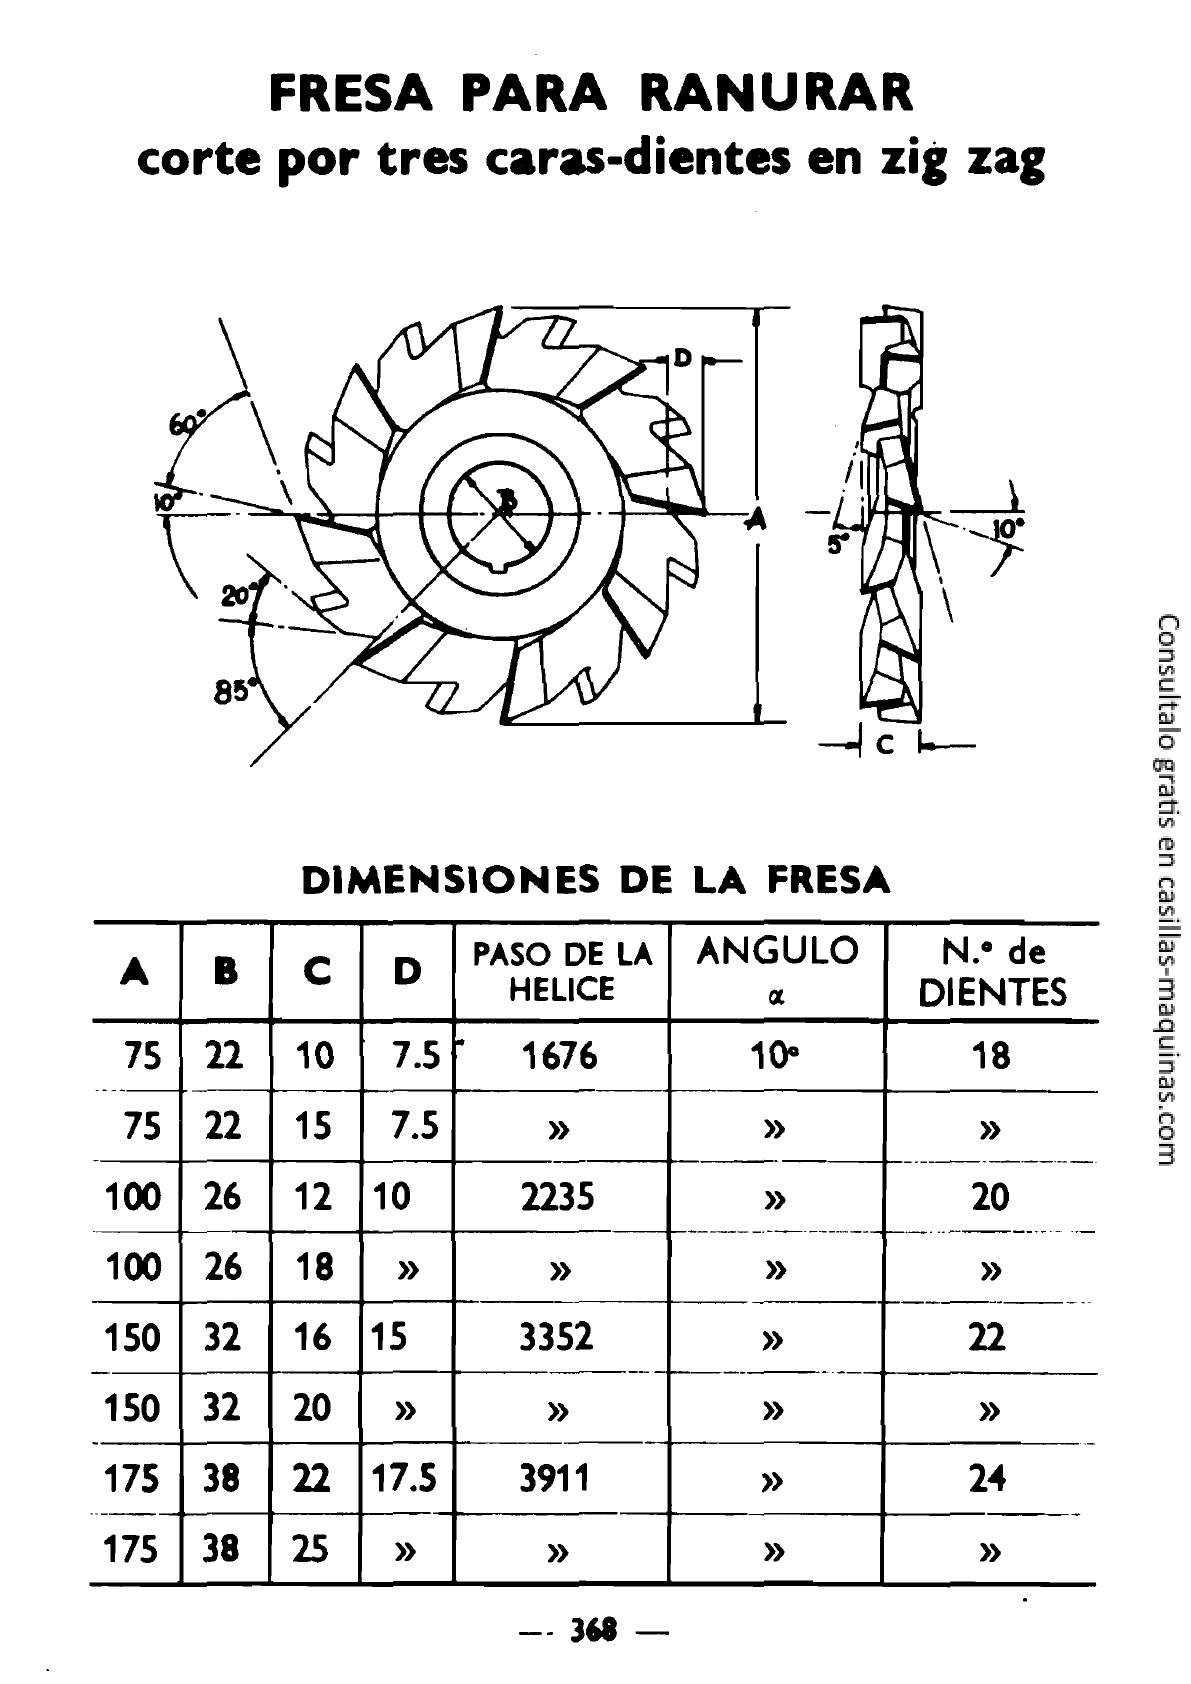 FRESA PARA RANURAR
corte por tres caras-dientes en zig zag
60°
10°
20°
85°
B
D
A
5°
10°
C
DIMENSIONES DE LA FRESA
A B C D PASO DE LA HELICE ANGULO α N.° de DIENTES
75 22 10 7.5 1676 10° 18
75 22 15 7.5 » » »
100 26 12 10 2235 » 20
100 26 18 » » » »
150 32 16 15 3352 » 22
150 32 20 » » » »
175 38 22 17.5 3911 » 24
175 38 25 » » » »
— 368 —
Consultalo gratis en casillas-maquinas.com